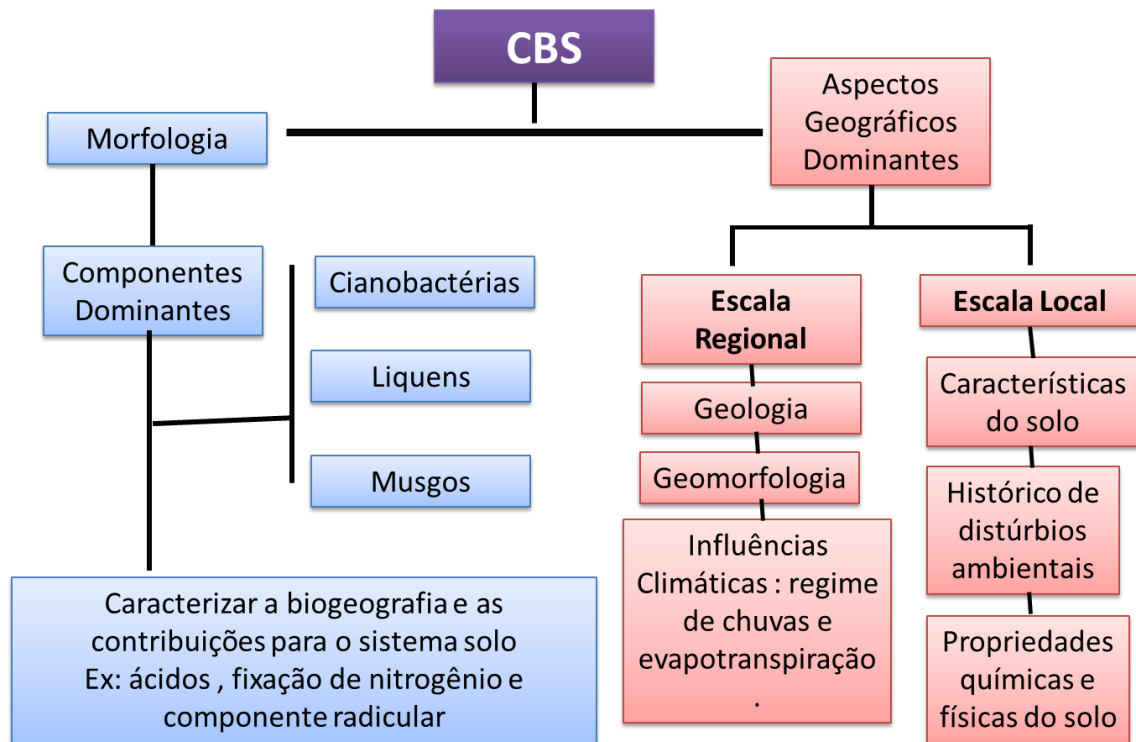 CBS
Morfologia
Componentes
Dominantes
Cianobactérias
Liquens
Musgos
Caracterizar a biogeografia e as
contribuições para o sistema solo
Ex: ácidos , fixação de nitrogênio e
componente radicular
Aspectos
Geográficos
Dominantes
Escala
Regional
Geologia
Geomorfologia
Influências
Climáticas : regime
de chuvas e
evapotranspiração
.
Escala Local
Características
do solo
Histórico de
distúrbios
ambientais
Propriedades
químicas e
físicas do solo